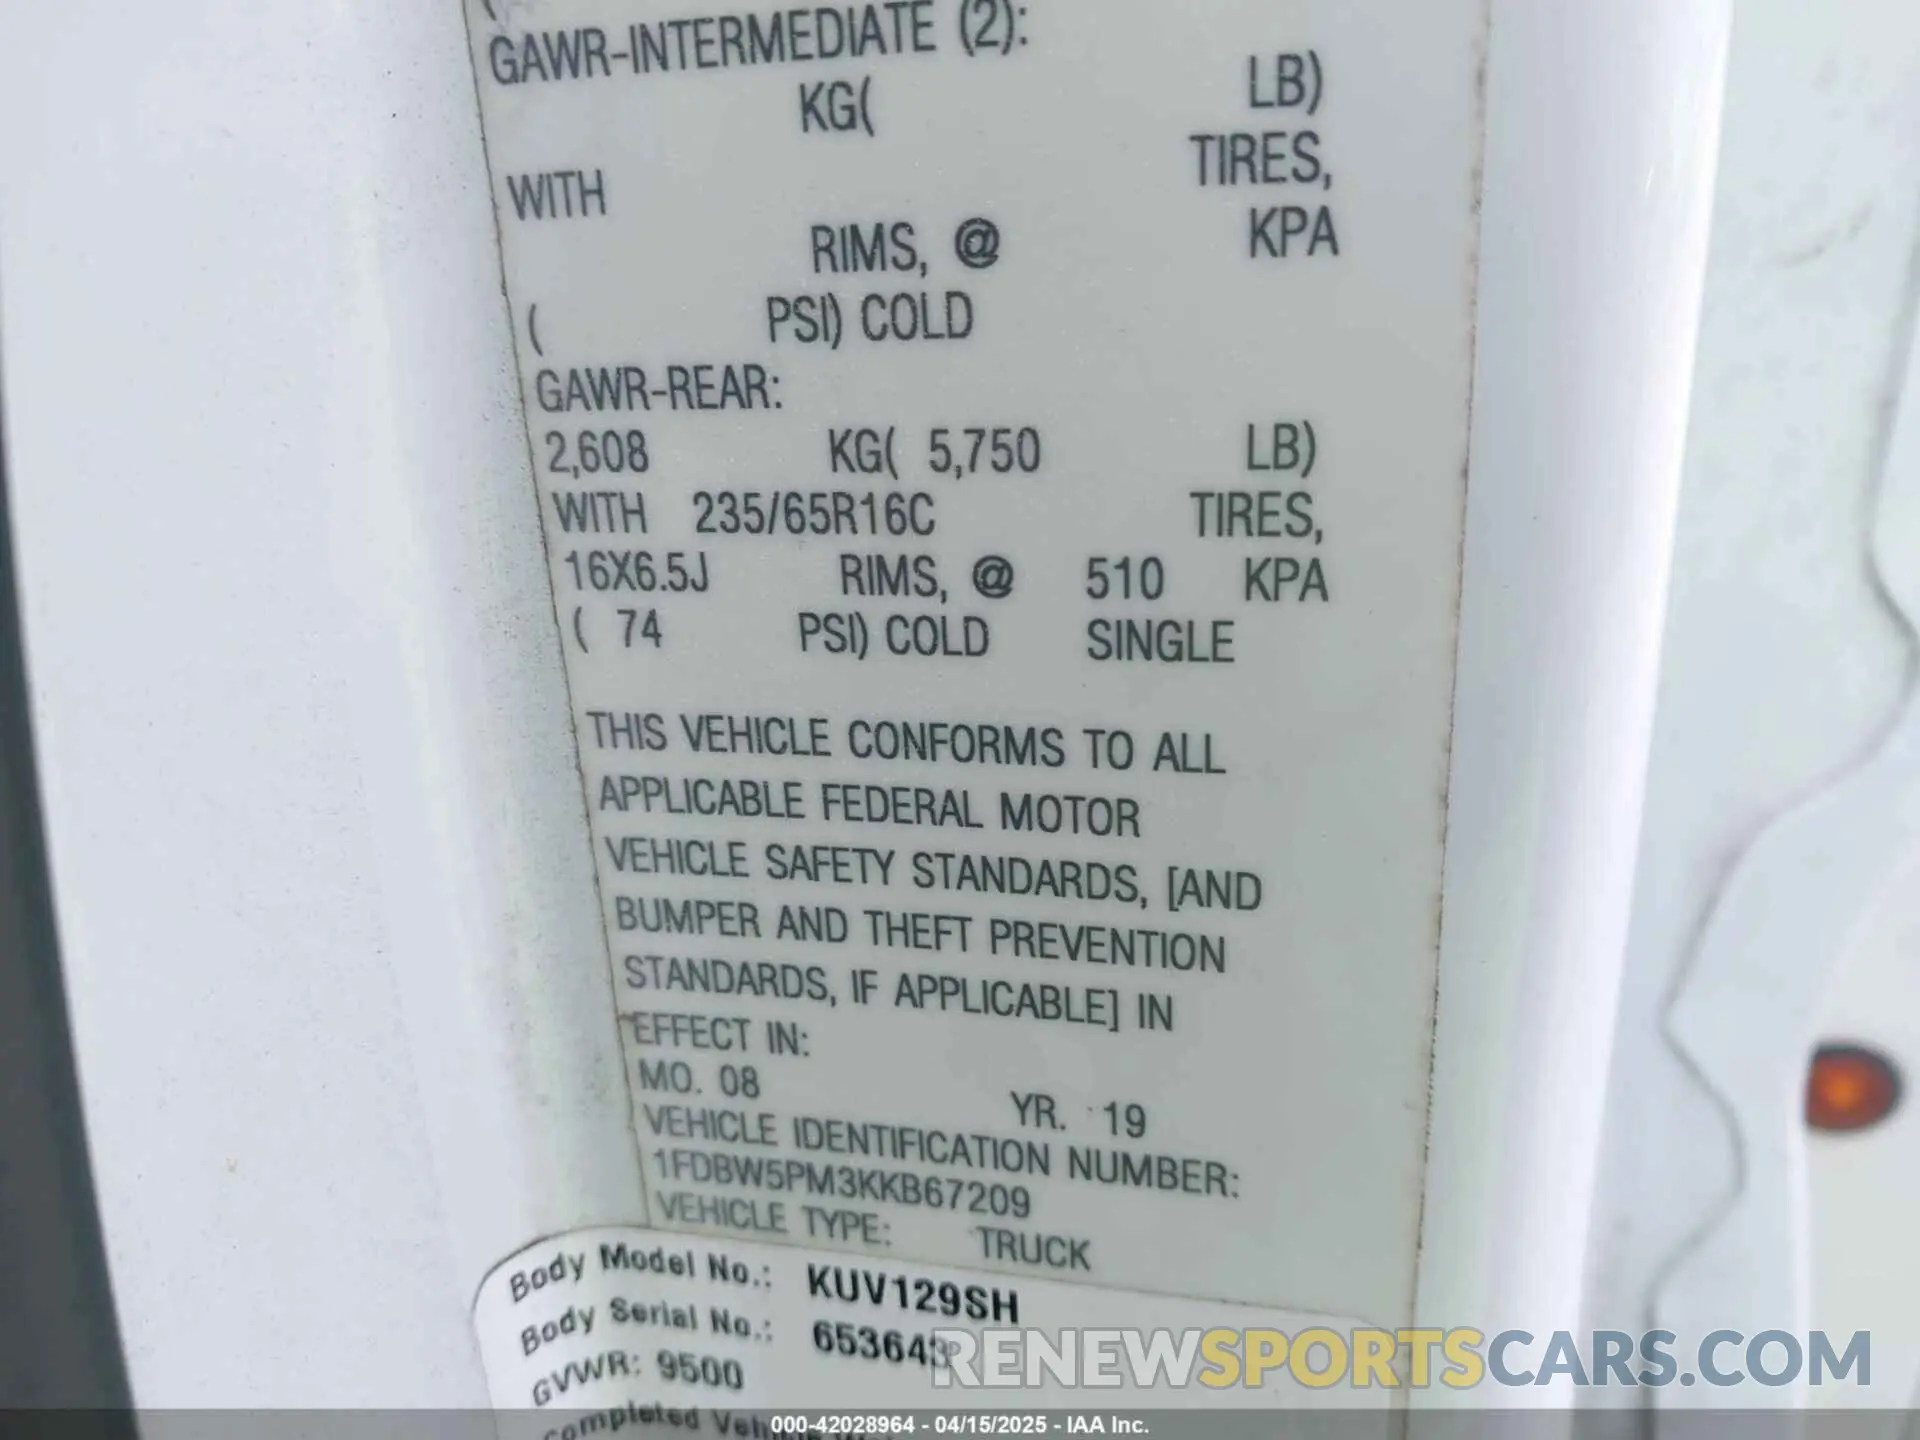 (
GAWR-INTERMEDIATE (2):
KG( LB)
WITH TIRES,
RIMS, @ KPA
( PSI) COLD
GAWR-REAR:
2,608 KG( 5,750 LB)
WITH 235/65R16C TIRES,
16X6.5J RIMS, @ 510 KPA
( 74 PSI) COLD SINGLE
THIS VEHICLE CONFORMS TO ALL
APPLICABLE FEDERAL MOTOR
VEHICLE SAFETY STANDARDS, [AND
BUMPER AND THEFT PREVENTION
STANDARDS, IF APPLICABLE] IN
EFFECT IN:
MO. 08 YR. 19
VEHICLE IDENTIFICATION NUMBER:
1FDBW5PM3KKB67209
VEHICLE TYPE: TRUCK
Body Model No.: KUV129SH
Body Serial No.: 653643
GVWR: 9500
RENEWSPORTSCARS.COM
Completed
000-42028964 - 04/15/2025 - IAA Inc.